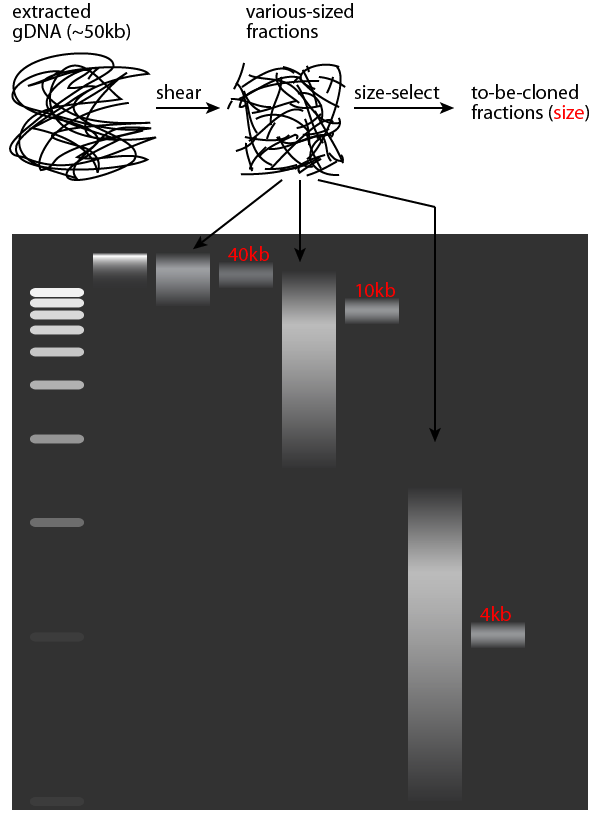 extracted
gDNA (~50kb)
various-sized
fractions
shear
size-select
to-be-cloned
fractions (size)
40kb
10kb
4kb